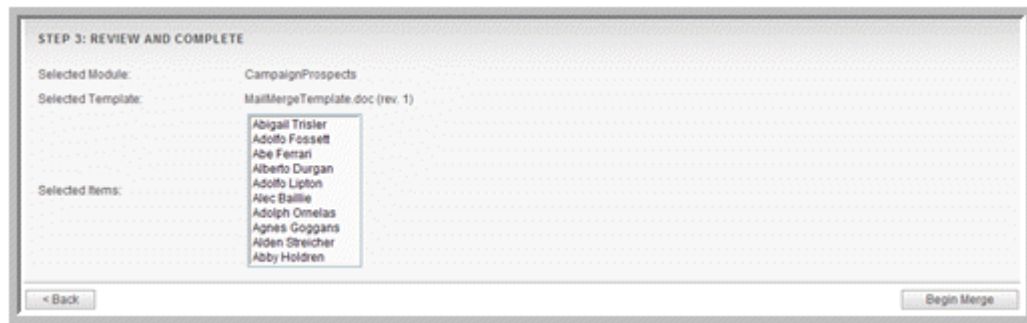 STEP 3: REVIEW AND COMPLETE
Selected Module: CampaignProspects
Selected Template: MailMergeTemplate.doc (rev. 1)
Selected Items:
Abigail Trisler
Adolfo Fossett
Abe Ferrari
Alberto Durgan
Adolfo Lipton
Alec Baillie
Adolph Ornelas
Agnes Goggans
Alden Streicher
Abby Holdren
< Back Begin Merge